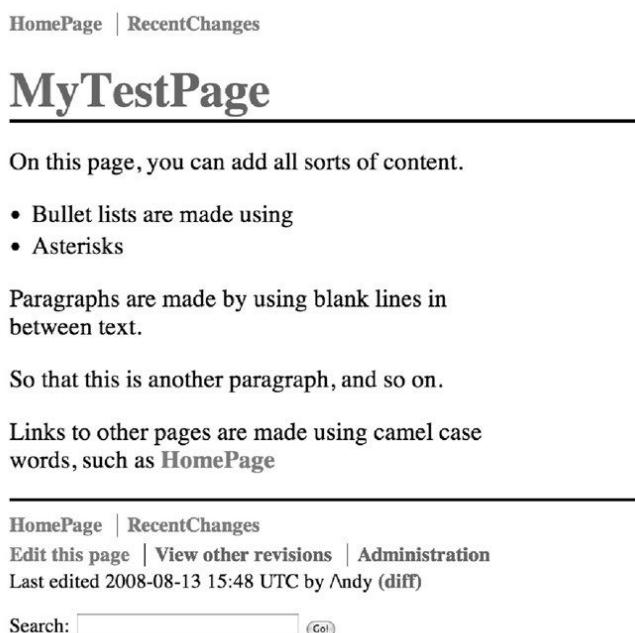 HomePage | RecentChanges
MyTestPage
On this page, you can add all sorts of content.
• Bullet lists are made using
• Asterisks
Paragraphs are made by using blank lines in
between text.
So that this is another paragraph, and so on.
Links to other pages are made using camel case
words, such as HomePage
HomePage | RecentChanges
Edit this page | View other revisions | Administration
Last edited 2008-08-13 15:48 UTC by Andy (diff)
Search: Go!